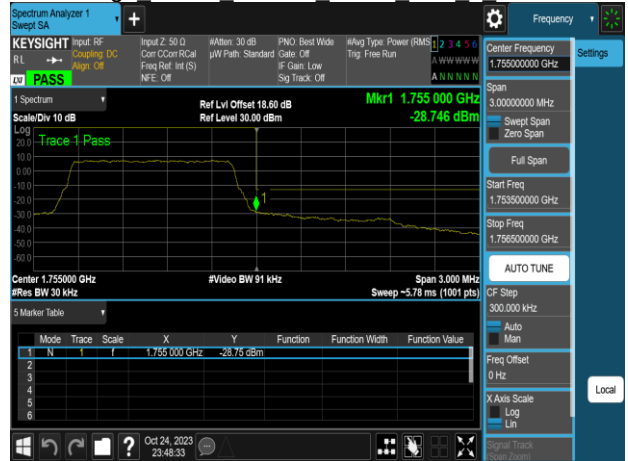 Spectrum Analyzer 1
Swept SA
+
Frequency
KEYSIGHT
RL
PASS
Input: RF
Coupling: DC
Align: Off
Input Z: 50 Ω
Corr CCorr RCal
Freq Ref: Int (S)
NFE: Off
#Atten: 30 dB
µW Path: Standard
PNO: Best Wide
Gate: Off
IF Gain: Low
Sig Track: Off
#Avg Type: Power (RMS
Trig: Free Run
1 2 3 4 5 6
A W W W W W
A N N N N N
1 Spectrum
Scale/Div 10 dB
Ref Lvl Offset 18.60 dB
Ref Level 30.00 dBm
Mkr1 1.755 000 GHz
-28.746 dBm
Log
Trace 1 Pass
20.0
10.0
0.00
-10.0
-20.0
-30.0
-40.0
-50.0
-60.0
1
Center 1.755000 GHz
#Res BW 30 kHz
#Video BW 91 kHz
Span 3.000 MHz
Sweep ~5.78 ms (1001 pts)
5 Marker Table
Mode Trace Scale X Y Function Function Width Function Value
1 N 1 f 1.755 000 GHz -28.75 dBm
2
3
4
5
6
Center Frequency
1.755000000 GHz
Settings
Span
3.00000000 MHz
Swept Span
Zero Span
Full Span
Start Freq
1.753500000 GHz
Stop Freq
1.756500000 GHz
AUTO TUNE
CF Step
300.000 kHz
Auto
Man
Freq Offset
0 Hz
X Axis Scale
Log
Lin
Signal Track
(Span Zoom)
Local
?
Oct 24, 2023
23:48:33